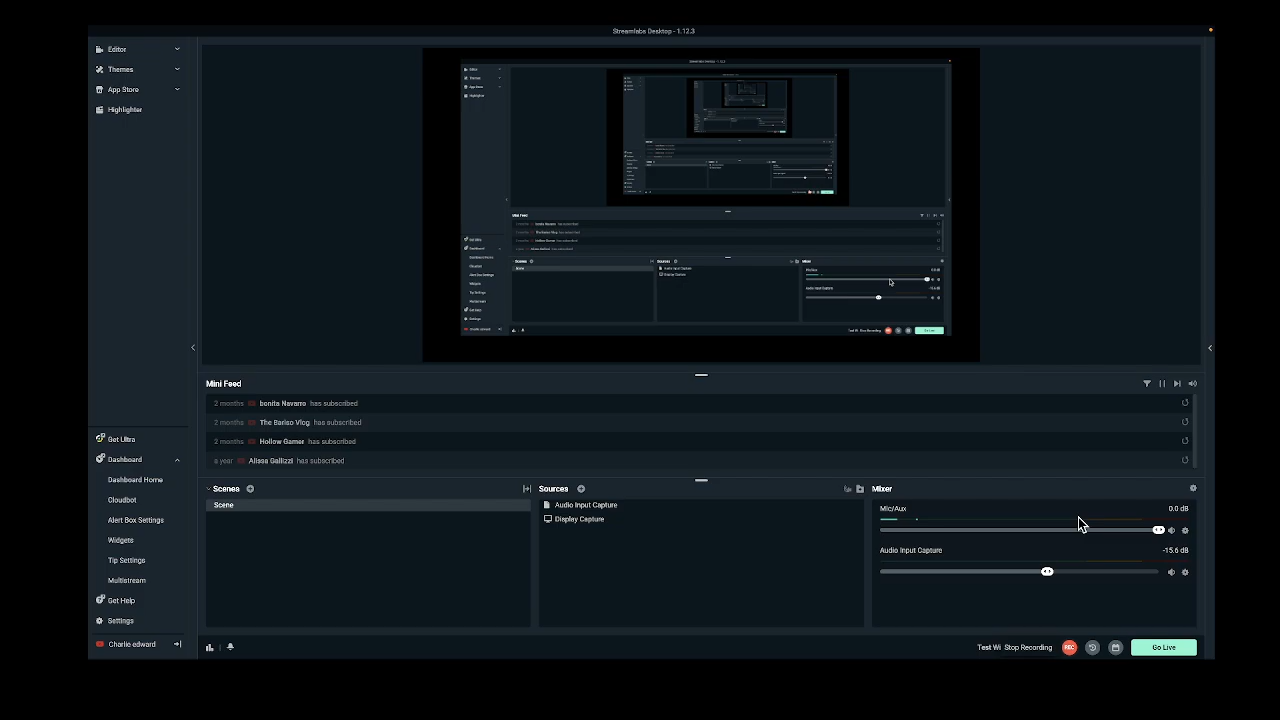 Streamlabs Desktop - 1.12.3
Editor
Themes
App Store
Highlighter
Get Ultra
Dashboard
Dashboard Home
Cloudbot
Alert Box Settings
Widgets
Tip Settings
Multistream
Get Help
Settings
Charlie edward
Mini Feed
2 months bonita Navarro has subscribed
2 months The Bariso Vlog has subscribed
2 months Hollow Gamer has subscribed
a year Alissa Gallizzi has subscribed
Scenes
Scene
Sources
Audio Input Capture
Display Capture
Mixer
Mic/Aux 0.0 dB
Audio Input Capture -15.6 dB
Test Wi Stop Recording REC Go Live